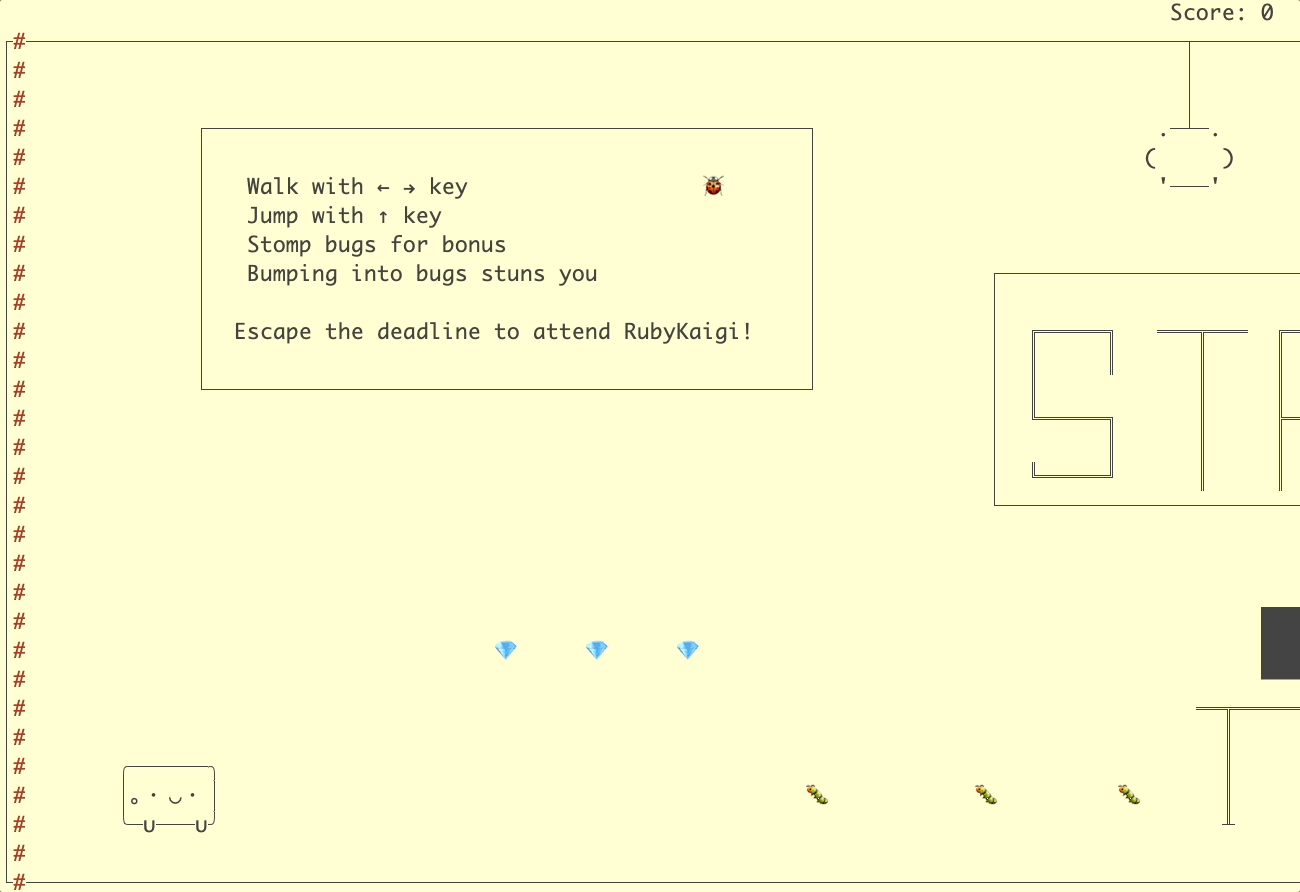 Score: 0
Walk with ← → key
Jump with ↑ key
Stomp bugs for bonus
Bumping into bugs stuns you
Escape the deadline to attend RubyKaigi!
ST